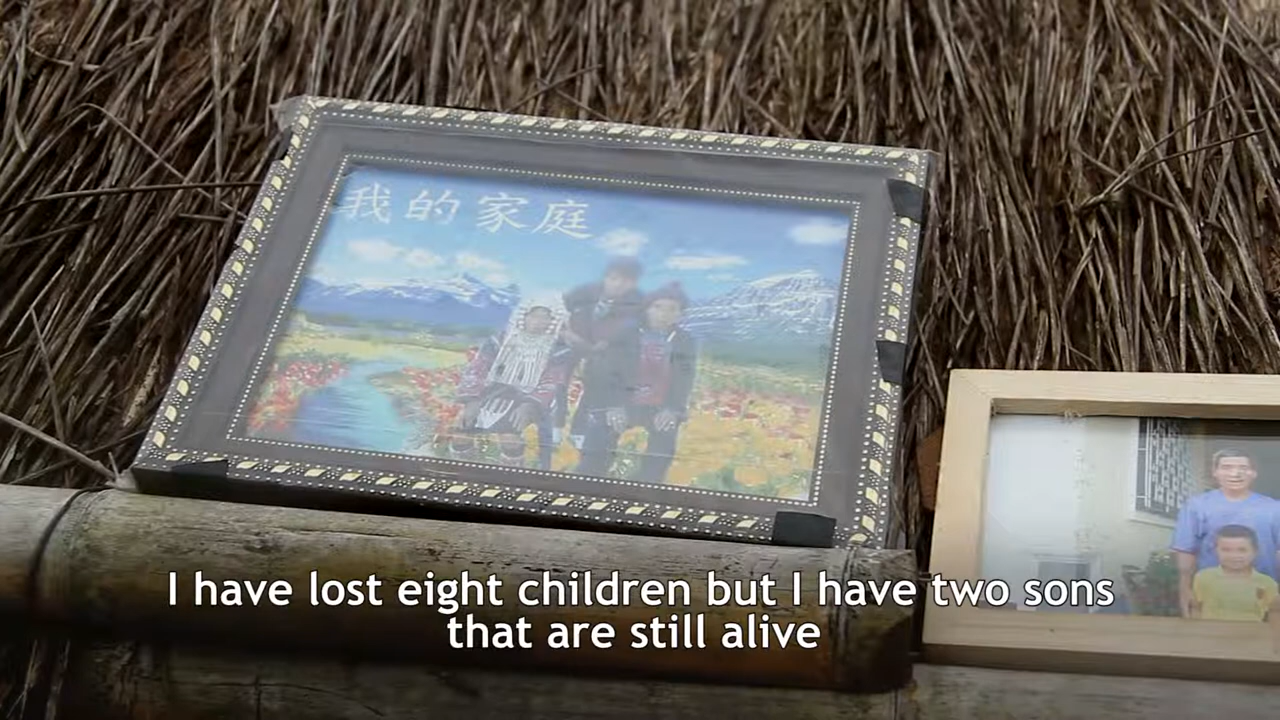 我的家庭
I have lost eight children but I have two sons
that are still alive